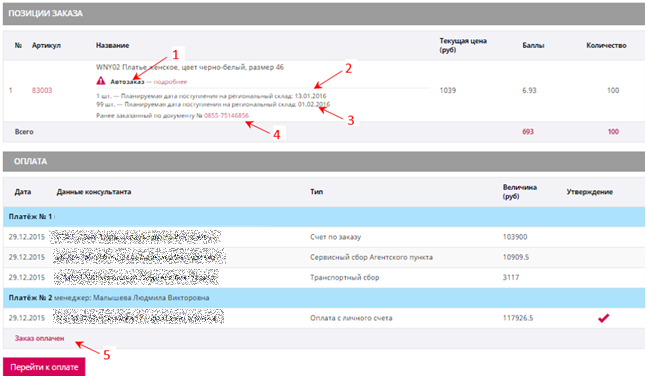 ПОЗИЦИИ ЗАКАЗА
№ Артикул Название Текущая цена (руб) Баллы Количество
WNY02 Платье женское, цвет черно-белый, размер 46
1
Автозаказ — подробнее
2
1 83003 1 шт. — Планируемая дата поступления на региональный склад: 13.01.2016 1039 6.93 100
99 шт. — Планируемая дата поступления на региональный склад: 01.02.2016
3
Ранее заказанный по документу № 0855-75146856
4
Всего 693 100
ОПЛАТА
Дата Данные консультанта Тип Величина (руб) Утверждение
Платёж № 1
29.12.2015 Счет по заказу 103900
29.12.2015 Сервисный сбор Агентского пункта 10909.5
29.12.2015 Транспортный сбор 3117
Платёж № 2 менеджер: Малышева Людмила Викторовна
29.12.2015 Оплата с личного счета 117926.5
Заказ оплачен
5
Перейти к оплате